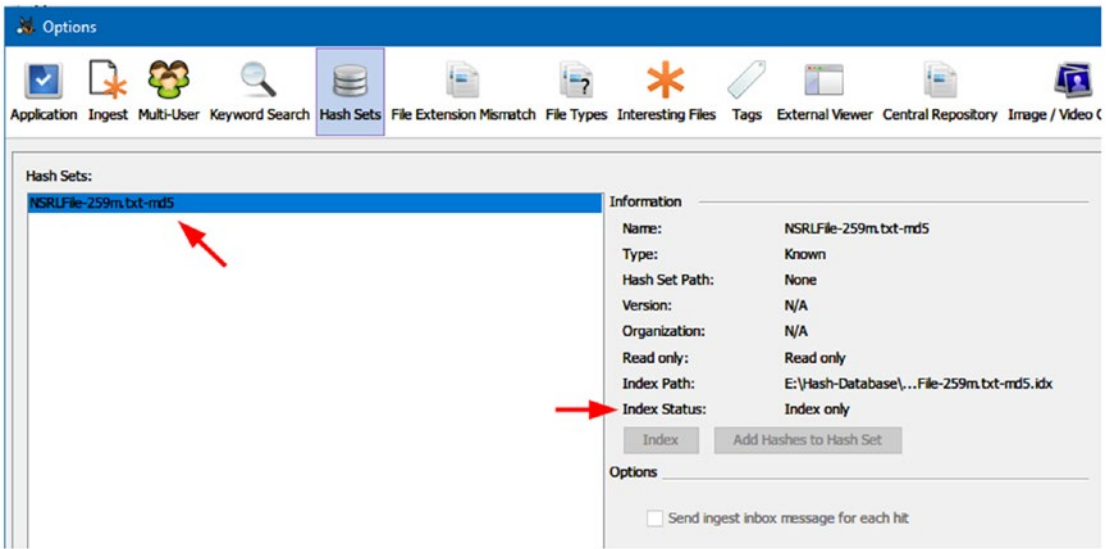 Options
Application Ingest Multi-User Keyword Search Hash Sets File Extension Mismatch File Types Interesting Files Tags External Viewer Central Repository Image / Video
Hash Sets:
NSRLFile-259m.txt-md5
Information
Name: NSRLFile-259m.txt-md5
Type: Known
Hash Set Path: None
Version: N/A
Organization: N/A
Read only: Read only
Index Path: E:\Hash-Database\...File-259m.txt-md5.idx
Index Status: Index only
Index Add Hashes to Hash Set
Options
Send ingest inbox message for each hit